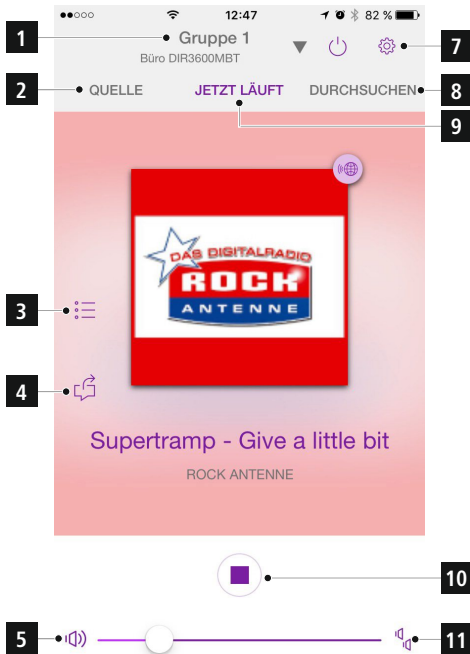 12:47
82 %
1
Gruppe 1
Büro DIR3600MBT
7
2
QUELLE
JETZT LÄUFT
DURCHSUCHEN
8
9
DAS DIGITALRADIO
ROCK
ANTENNE
3
4
Supertramp - Give a little bit
ROCK ANTENNE
10
5
11